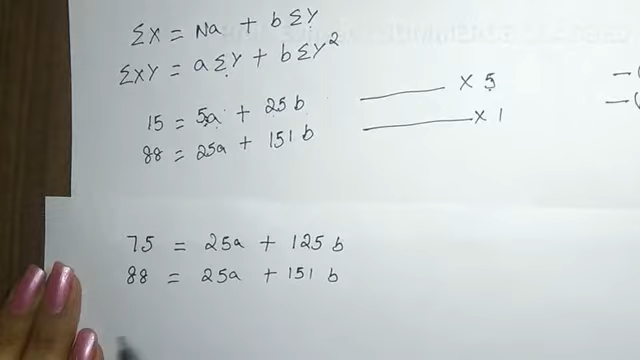 ΣX = Na + bΣY
ΣXY = aΣY + bΣY²
15 = 5a + 25b ——— × 5
88 = 25a + 151b ——— × 1
75 = 25a + 125b
88 = 25a + 151b